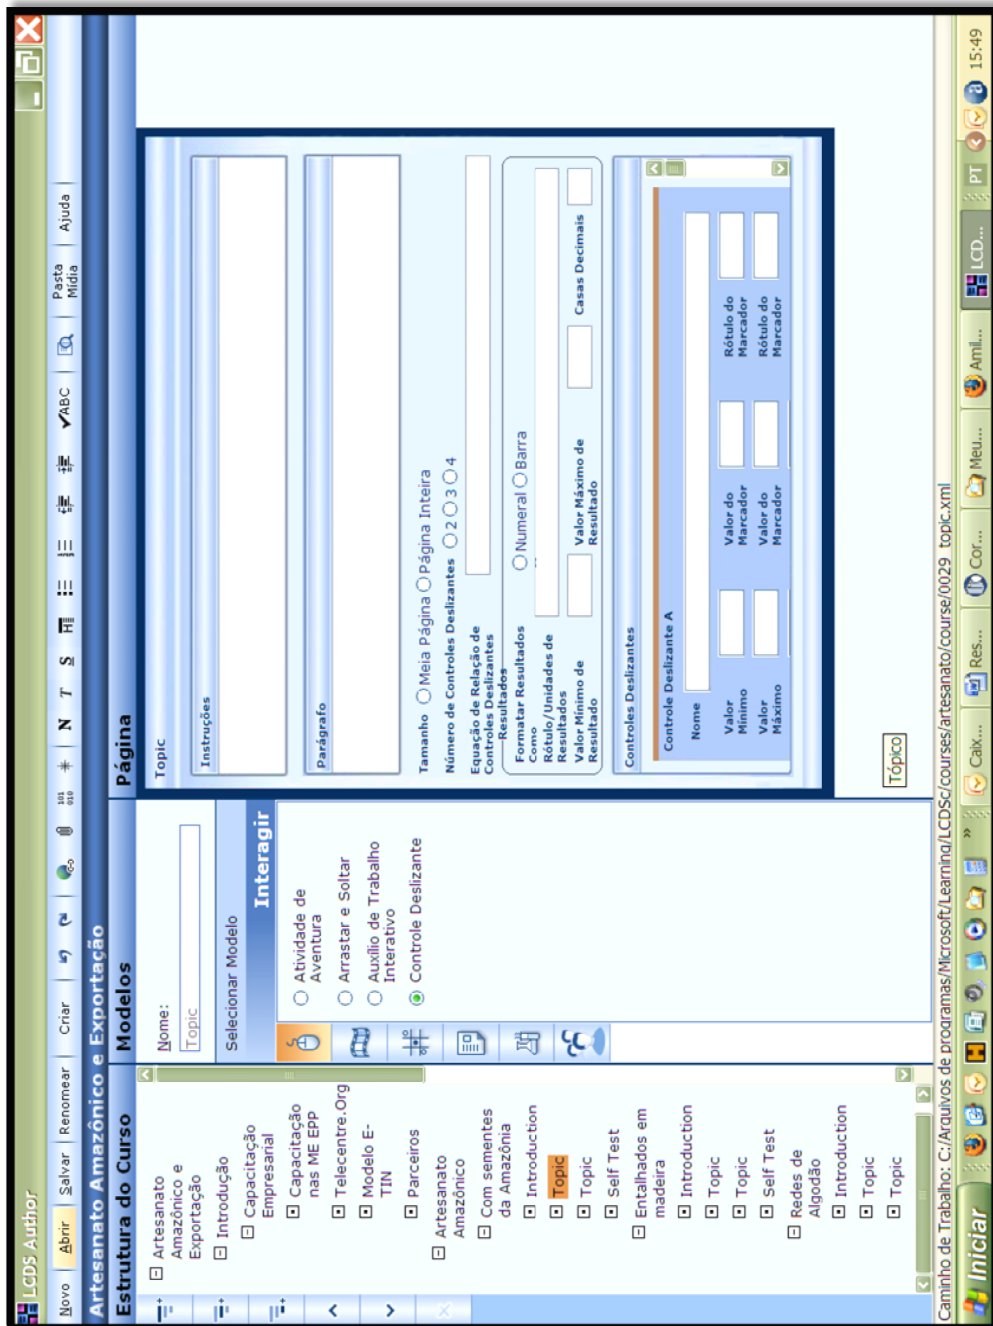 LCDS Author
Novo Abrir Salvar Renomear Criar N T S H ABC Pasta Mídia Ajuda
Artesanato Amazônico e Exportação
Estrutura do Curso
Artesanato
Amazônico e
Exportação
Introdução
Capacitação
Empresarial
Capacitação
nas ME EPP
Telecentre.Org
Modelo E-
TIN
Parceiros
Artesanato
Amazônico
Com sementes
da Amazônia
Introduction
Topic
Topic
Self Test
Entalhados em
madeira
Introduction
Topic
Topic
Self Test
Redes de
Algodão
Introduction
Topic
Topic
Modelos
Nome:
Topic
Selecionar Modelo
Interagir
Atividade de
Aventura
Arrastar e Soltar
Auxílio de Trabalho
Interativo
Controle Deslizante
Página
Topic
Instruções
Parágrafo
Tamanho Meia Página Página Inteira
Número de Controles Deslizantes 2 3 4
Equação de Relação de
Controles Deslizantes
Resultados
Formatar Resultados
Como
Numeral Barra
Rótulo/Unidades de
Resultados
Valor Mínimo de
Resultado
Valor Máximo de
Resultado
Casas Decimais
Controles Deslizantes
Controle Deslizante A
Nome
Valor
Mínimo
Valor do
Marcador
Rótulo do
Marcador
Valor
Máximo
Valor do
Marcador
Rótulo do
Marcador
Tópico
Caminho de Trabalho: C:/Arquivos de programas/Microsoft/Learning/LCDSc/courses/artesanato/course/0029_topic.xml
Iniciar » Caix... Res... Cor... Meu... Amil... LCD... PT 15:49